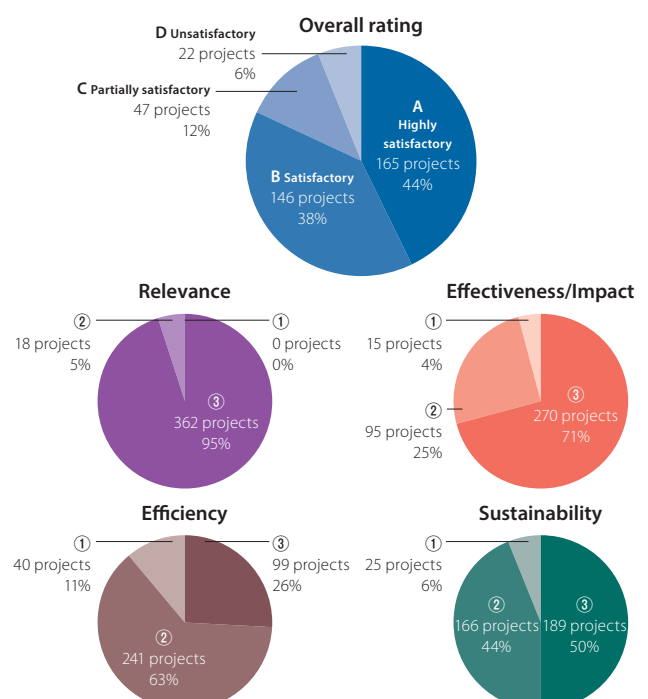 Overall rating
D Unsatisfactory
22 projects
6%
C Partially satisfactory
47 projects
12%
A
Highly
satisfactory
165 projects
44%
B Satisfactory
146 projects
38%
Relevance
②
18 projects
5%
①
0 projects
0%
③
362 projects
95%
Effectiveness/Impact
①
15 projects
4%
②
95 projects
25%
③
270 projects
71%
Efficiency
①
40 projects
11%
③
99 projects
26%
②
241 projects
63%
Sustainability
①
25 projects
6%
②
166 projects
44%
③
189 projects
50%